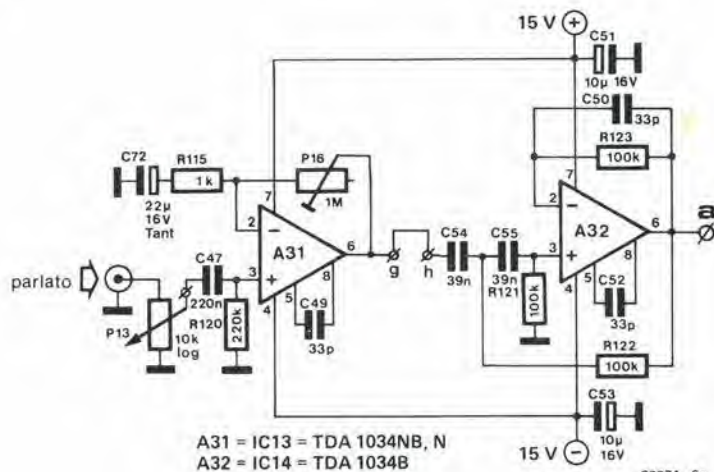 15 V +
C51
10µ 16V
C50
33p
R123
100k
C72
22µ
16V
Tant
R115
1k
P16
1M
7
2
−
A31
6
3
+
8
5
4
C49
33p
parlato
C47
220n
P13
10k
log
R120
220k
g
h
C54
39n
C55
39n
R121
100k
7
2
−
A32
6
3
+
8
5
4
C52
33p
R122
100k
a
C53
10µ
16V
15 V −
A31 = IC13 = TDA 1034NB, N
A32 = IC14 = TDA 1034B